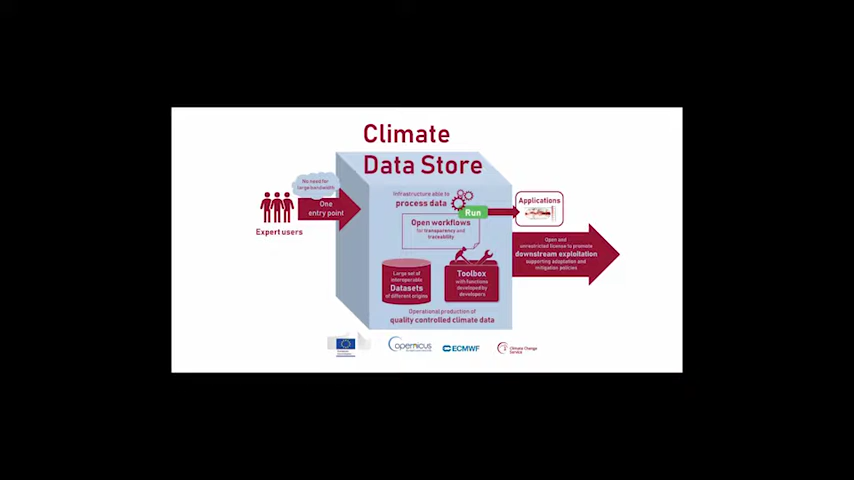 Climate
Data Store
No need for
large bandwidth
One
entry point
Expert users
Infrastructure able to
process data
Run
Open workflows
for transparency and
traceability
Large set of
interoperable
Datasets
of different origins
Toolbox
with functions
developed by
developers
Operational production of
quality controlled climate data
Applications
Open and
unrestricted license to promote
downstream exploitation
supporting adaptation and
mitigation policies
European
Commission
Copernicus
ECMWF
Climate Change
Service